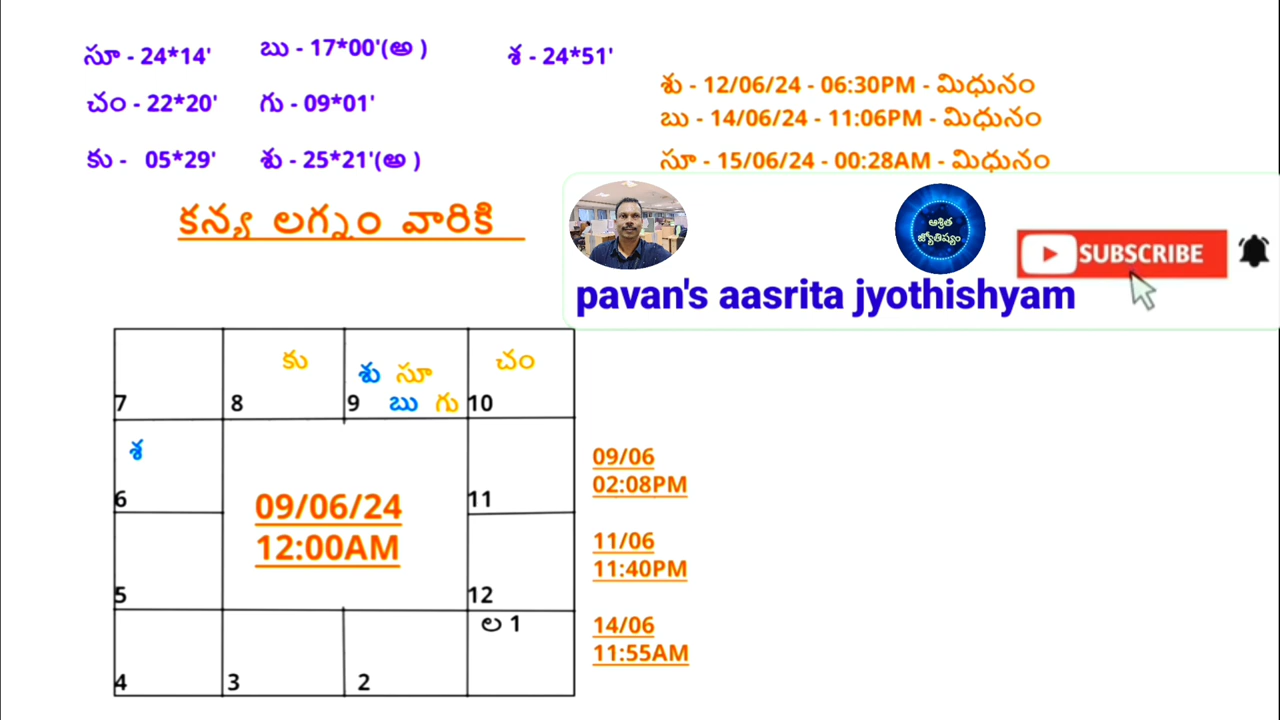 సూ - 24*14' బు - 17*00'(అ ) శ - 24*51'
చం - 22*20' గు - 09*01'
కు - 05*29' శు - 25*21'(అ )
శు - 12/06/24 - 06:30PM - మిధునం
బు - 14/06/24 - 11:06PM - మిధునం
సూ - 15/06/24 - 00:28AM - మిధునం
కన్య లగ్నం వారికి
ఆశ్రిత
జ్యోతిష్యం
SUBSCRIBE
pavan's aasrita jyothishyam
కు శు సూ చం
7 8 9 బు గు 10
శ
6 11
09/06/24
12:00AM
5 12
ల 1
4 3 2
09/06
02:08PM
11/06
11:40PM
14/06
11:55AM